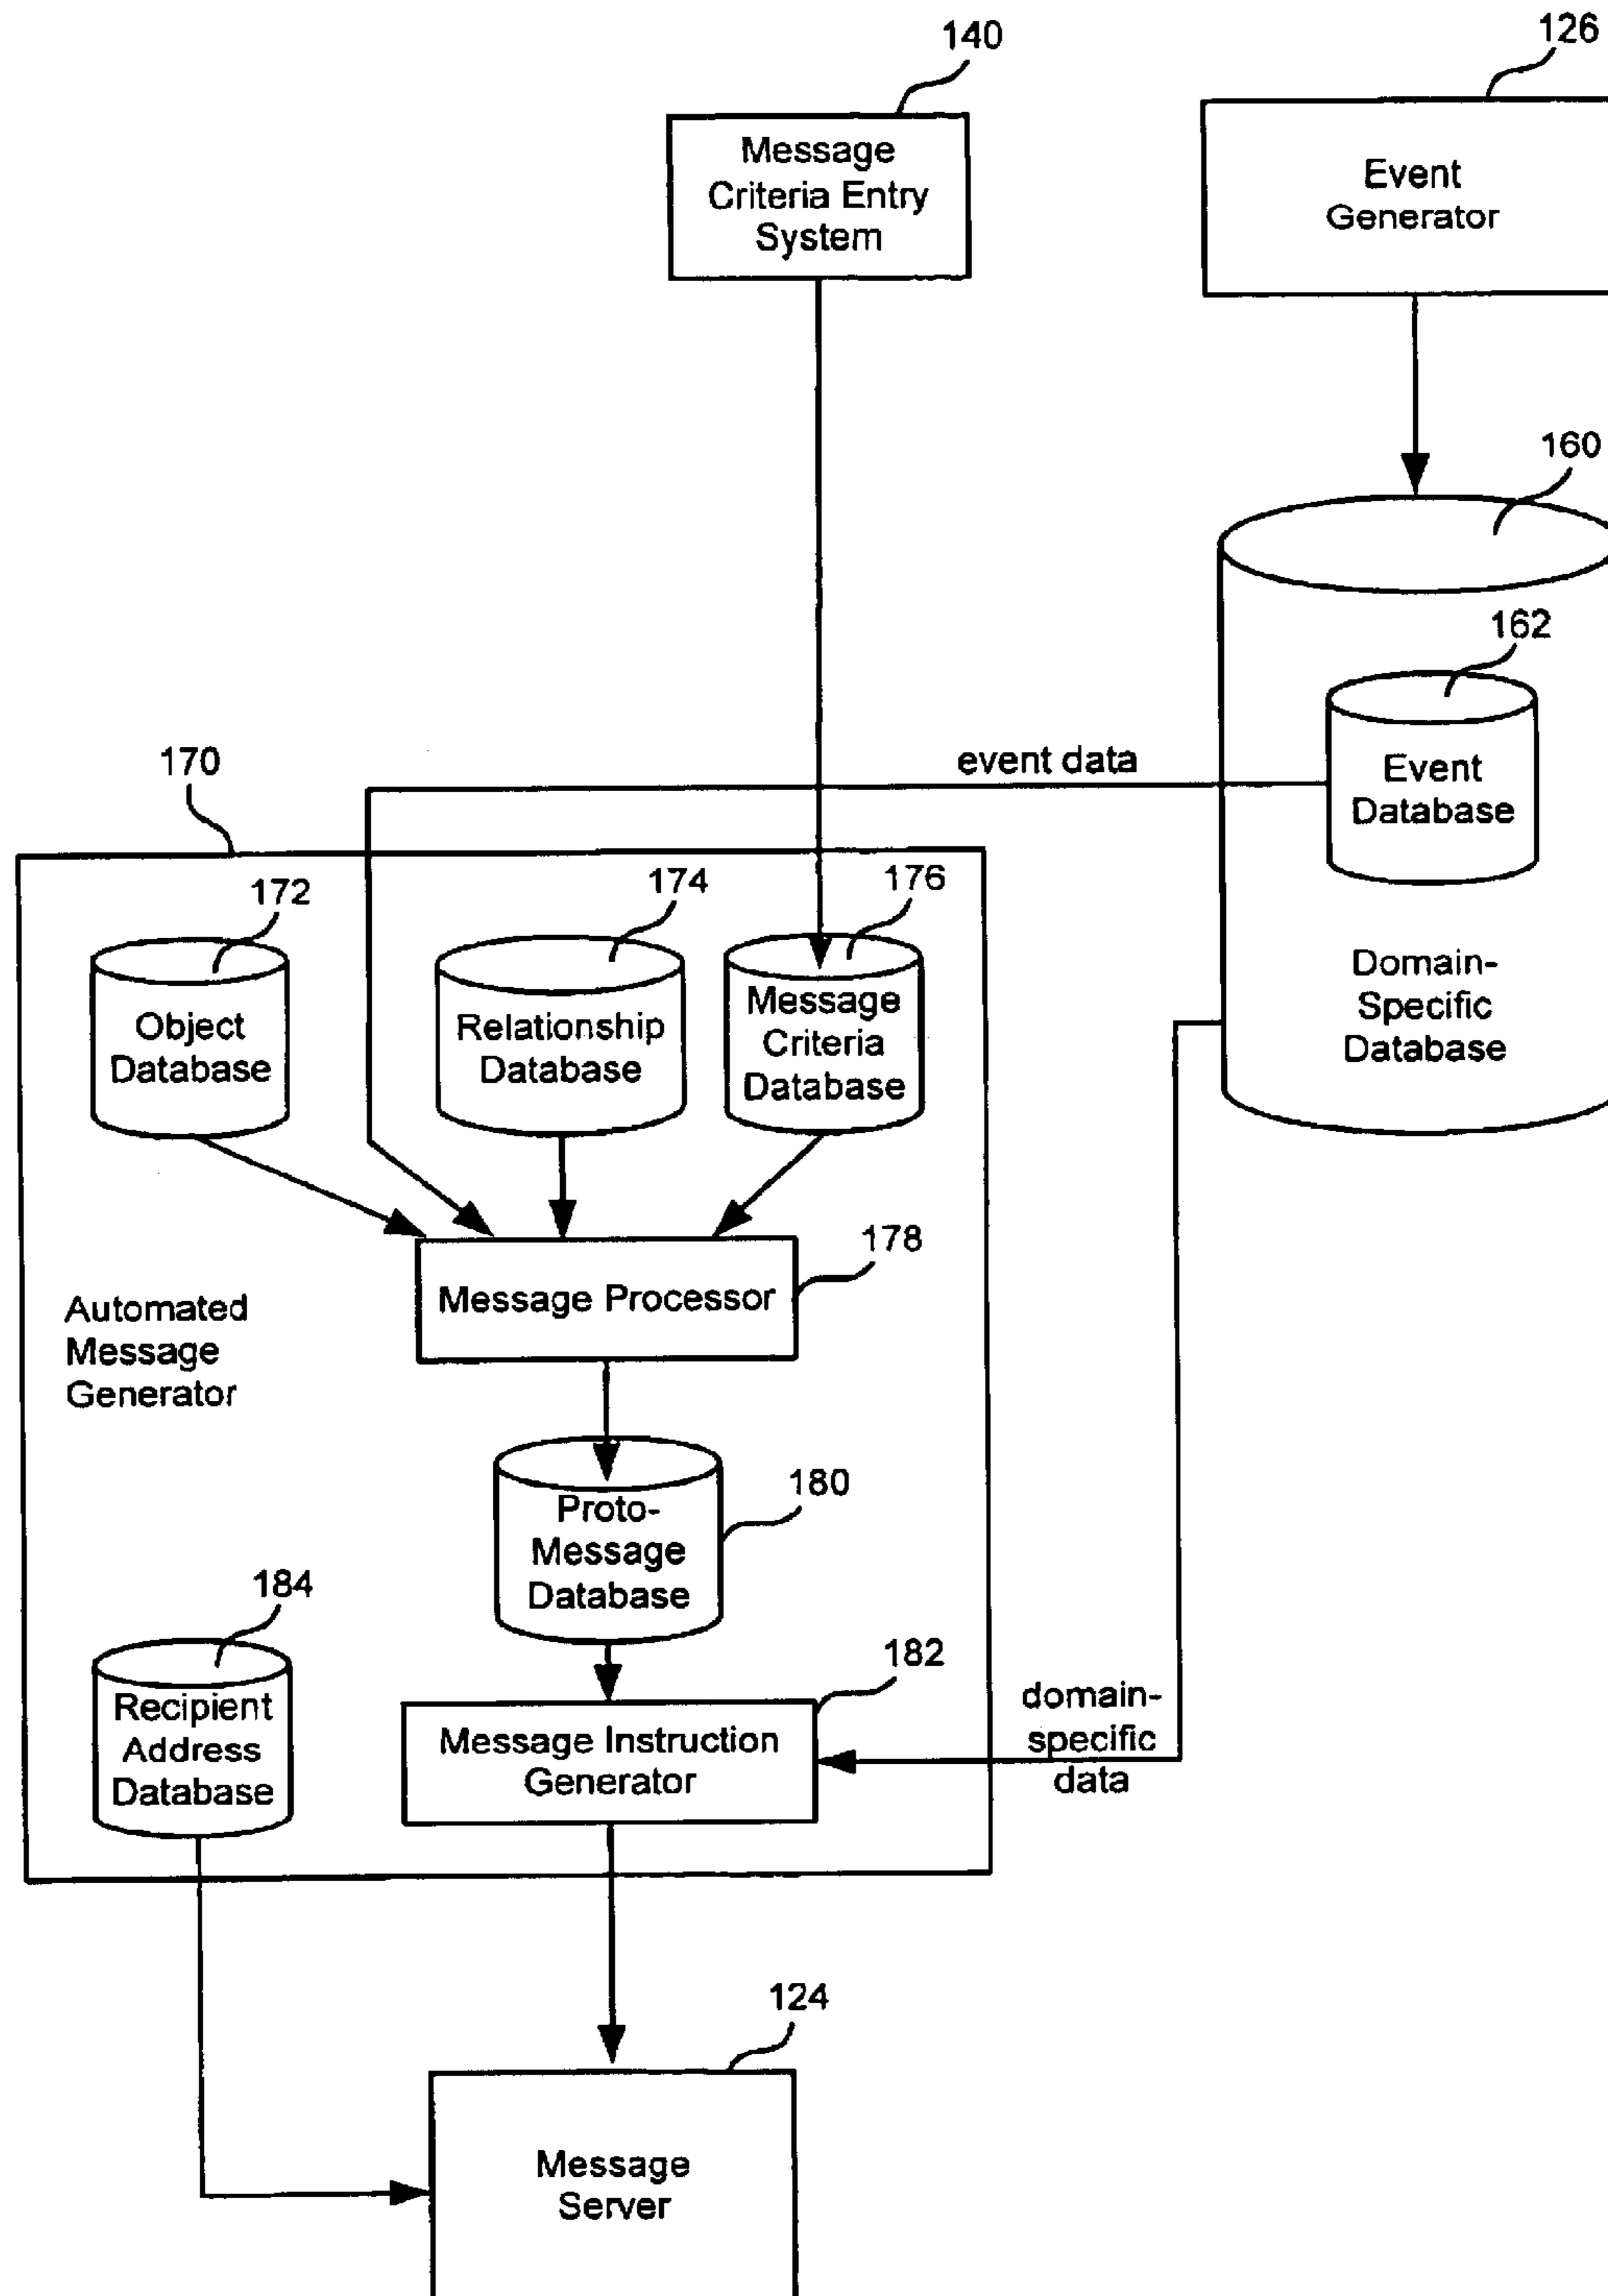 140
126
Message
Criteria Entry
System
Event
Generator
160
162
event data
Event
Database
170
172
174
176
Object
Database
Relationship
Database
Message
Criteria
Database
Domain-
Specific
Database
178
Message Processor
Automated
Message
Generator
180
Proto-
Message
Database
184
182
Recipient
Address
Database
Message Instruction
Generator
domain-
specific
data
124
Message
Server